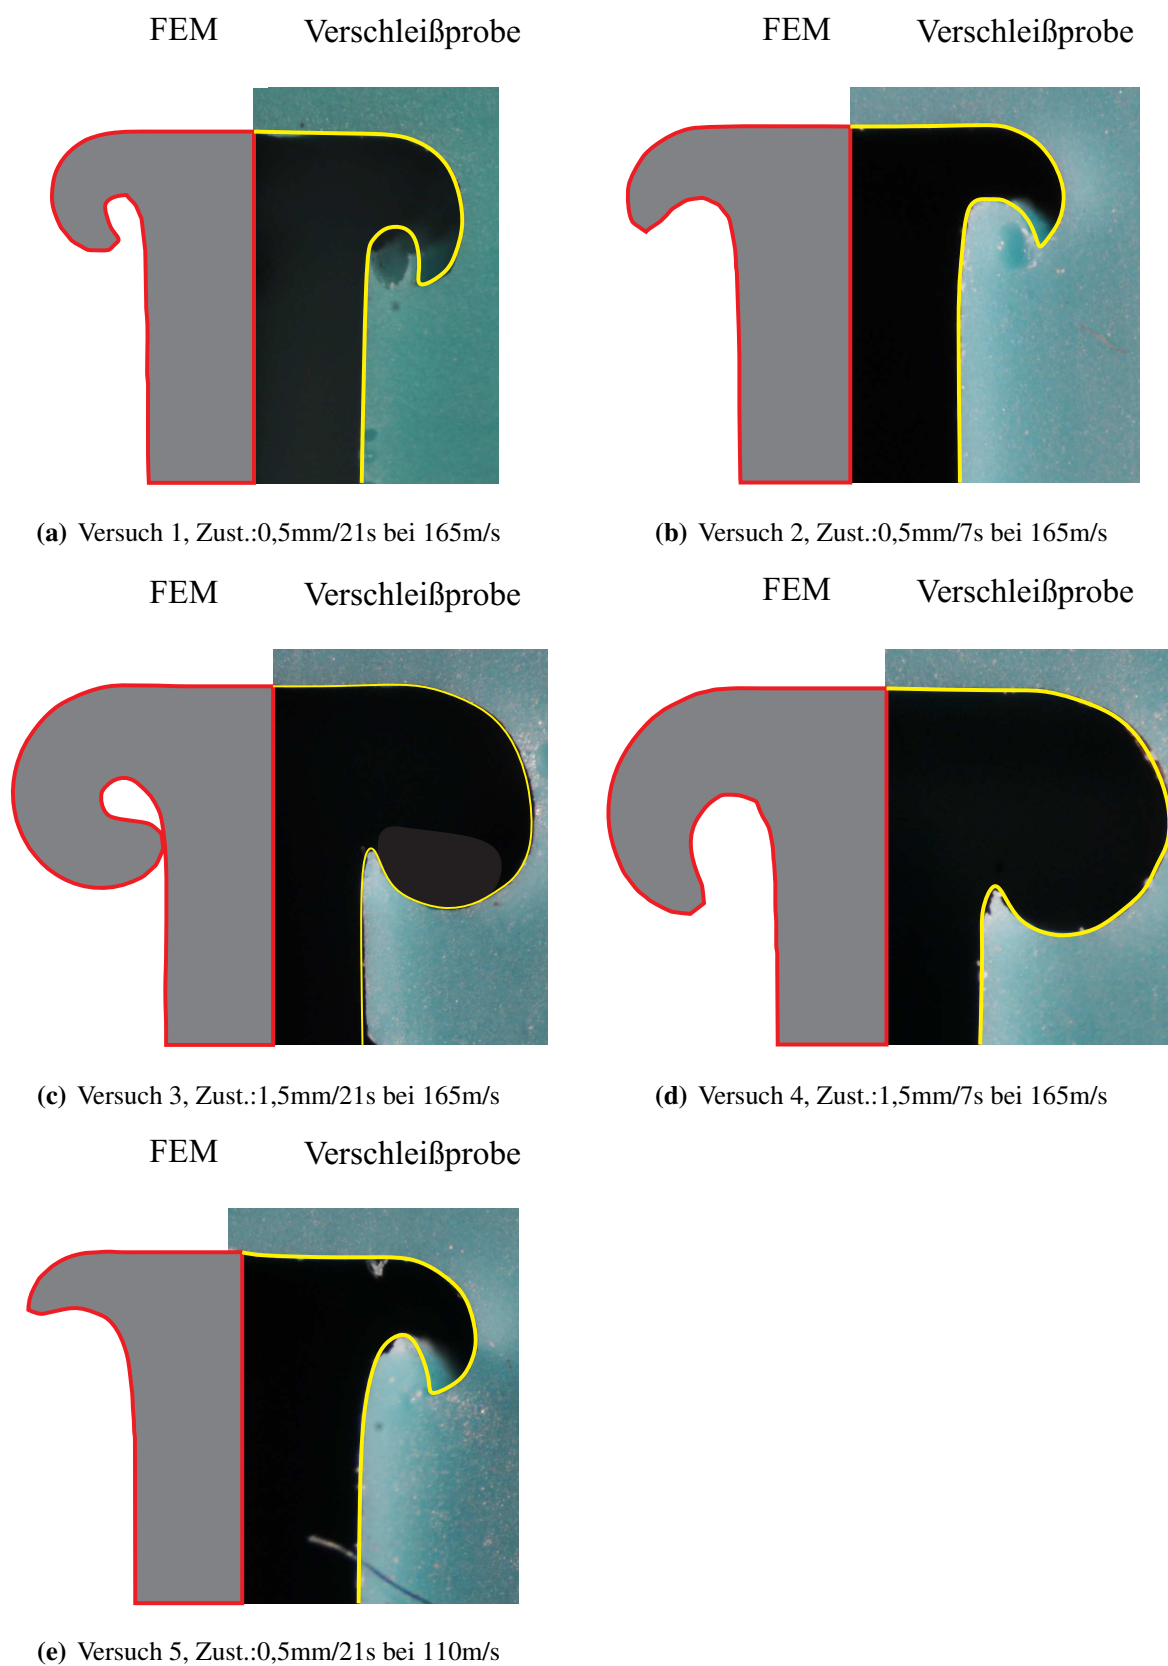 FEM Verschleißprobe
FEM Verschleißprobe
(a) Versuch 1, Zust.:0,5mm/21s bei 165m/s
(b) Versuch 2, Zust.:0,5mm/7s bei 165m/s
FEM Verschleißprobe
FEM Verschleißprobe
(c) Versuch 3, Zust.:1,5mm/21s bei 165m/s
(d) Versuch 4, Zust.:1,5mm/7s bei 165m/s
FEM Verschleißprobe
(e) Versuch 5, Zust.:0,5mm/21s bei 110m/s